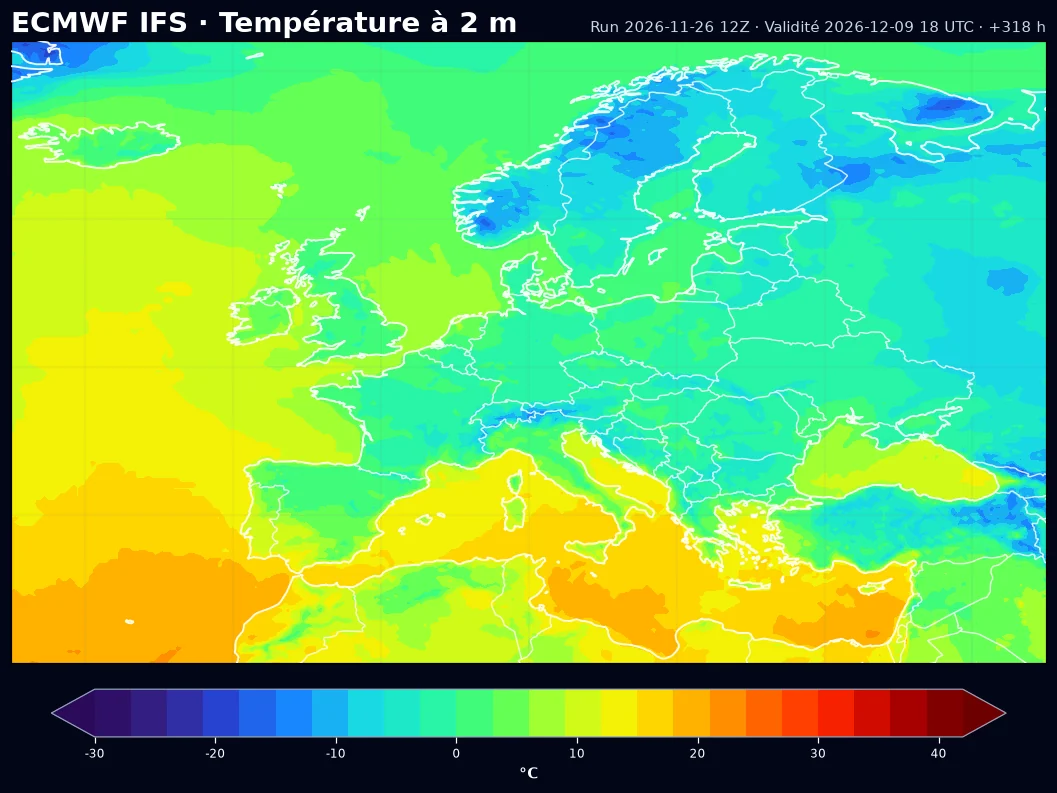 ECMWF IFS · Température à 2 m
Run 2026-11-26 12Z · Validité 2026-12-09 18 UTC · +318 h
-30 -20 -10 0 10 20 30 40
°C